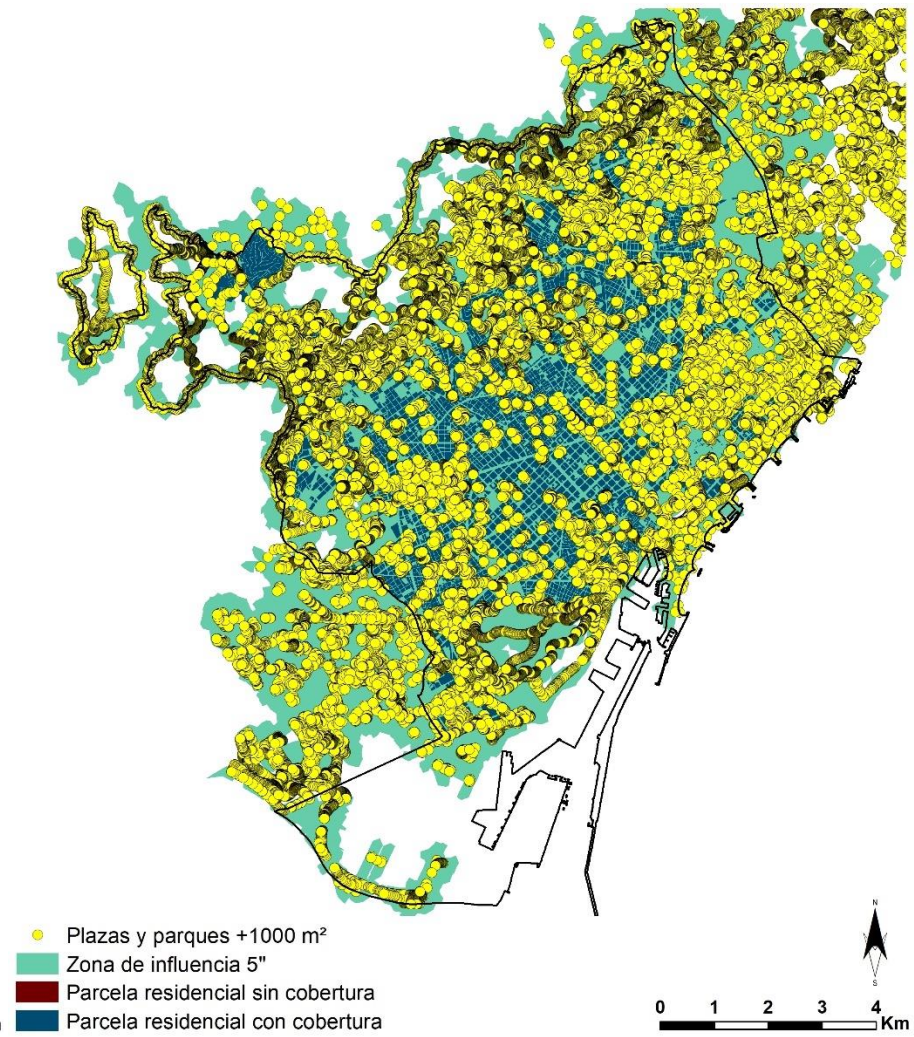 N
S
Plazas y parques +1000 m²
Zona de influencia 5"
Parcela residencial sin cobertura
Parcela residencial con cobertura
0 1 2 3 4
Km